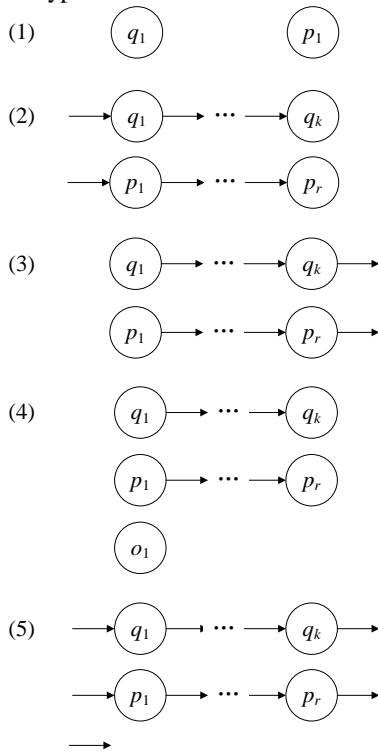 (1) q1 p1
(2) q1 ... qk
p1 ... pr
(3) q1 ... qk
p1 ... pr
(4) q1 ... qk
p1 ... pr
o1
(5) q1 ... qk
p1 ... pr